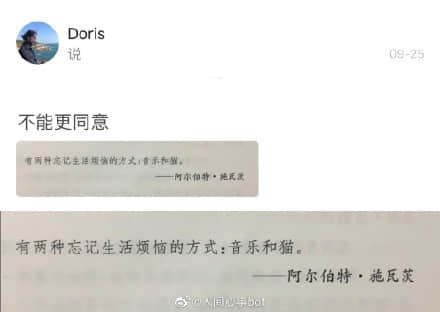 Doris
说
09-25
不能更同意
有两种忘记生活烦恼的方式:音乐和猫。
——阿尔伯特·施瓦茨
有两种忘记生活烦恼的方式:音乐和猫。
——阿尔伯特·施瓦茨
@人间心事bot